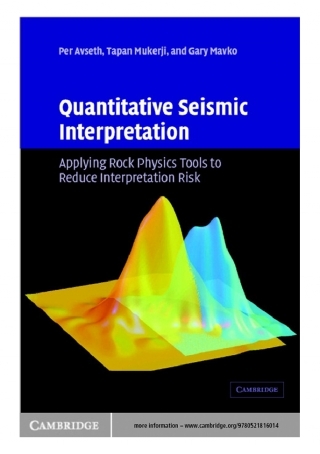 Per Avseth, Tapan Mukerji, and Gary Mavko
Quantitative Seismic
Interpretation
Applying Rock Physics Tools to
Reduce Interpretation Risk
CAMBRIDGE
CAMBRIDGE
more information – www.cambridge.org/9780521816014